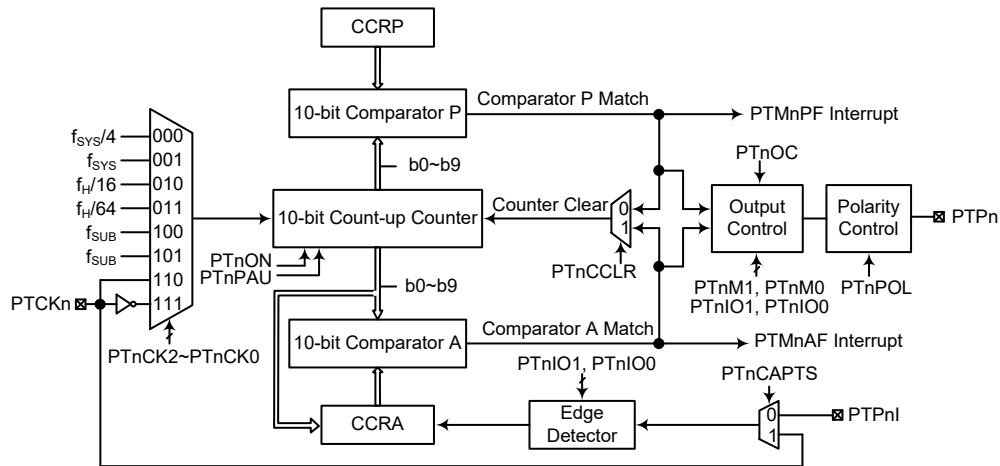 CCRP
10-bit Comparator P
Comparator P Match
PTMnPF Interrupt
b0~b9
fSYS/4
000
fSYS
001
fH/16
010
fH/64
011
fSUB
100
fSUB
101
110
111
PTCKn
PTnCK2~PTnCK0
10-bit Count-up Counter
Counter Clear
0
1
PTnCCLR
PTnOC
Output
Control
Polarity
Control
PTPn
PTnON
PTnPAU
PTnM1, PTnM0
PTnIO1, PTnIO0
PTnPOL
b0~b9
10-bit Comparator A
Comparator A Match
PTMnAF Interrupt
PTnIO1, PTnIO0
PTnCAPTS
CCRA
Edge
Detector
0
1
PTPnI